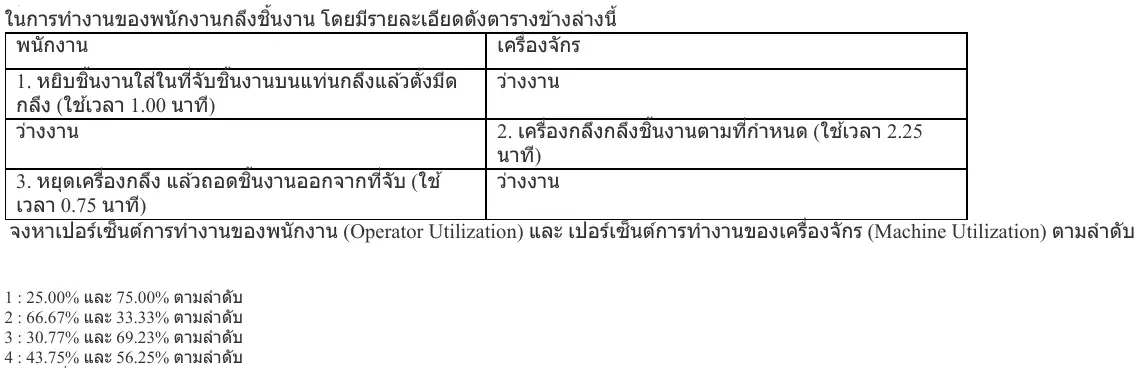 ในการทำงานของพนักงานกลึงชิ้นงาน โดยมีรายละเอียดดังตารางข้างล่างนี้
พนักงาน เครื่องจักร
1. หยิบชิ้นงานใส่ในที่จับชิ้นงานบนแท่นกลึงแล้วตั้งมีด
กลึง (ใช้เวลา 1.00 นาที)
ว่างงาน
ว่างงาน
2. เครื่องกลึงกลึงชิ้นงานตามที่กำหนด (ใช้เวลา 2.25
นาที)
3. หยุดเครื่องกลึง แล้วถอดชิ้นงานออกจากที่จับ (ใช้
เวลา 0.75 นาที)
ว่างงาน
จงหาเปอร์เซ็นต์การทำงานของพนักงาน (Operator Utilization) และ เปอร์เซ็นต์การทำงานของเครื่องจักร (Machine Utilization) ตามลำดับ
1 : 25.00% และ 75.00% ตามลำดับ
2 : 66.67% และ 33.33% ตามลำดับ
3 : 30.77% และ 69.23% ตามลำดับ
4 : 43.75% และ 56.25% ตามลำดับ